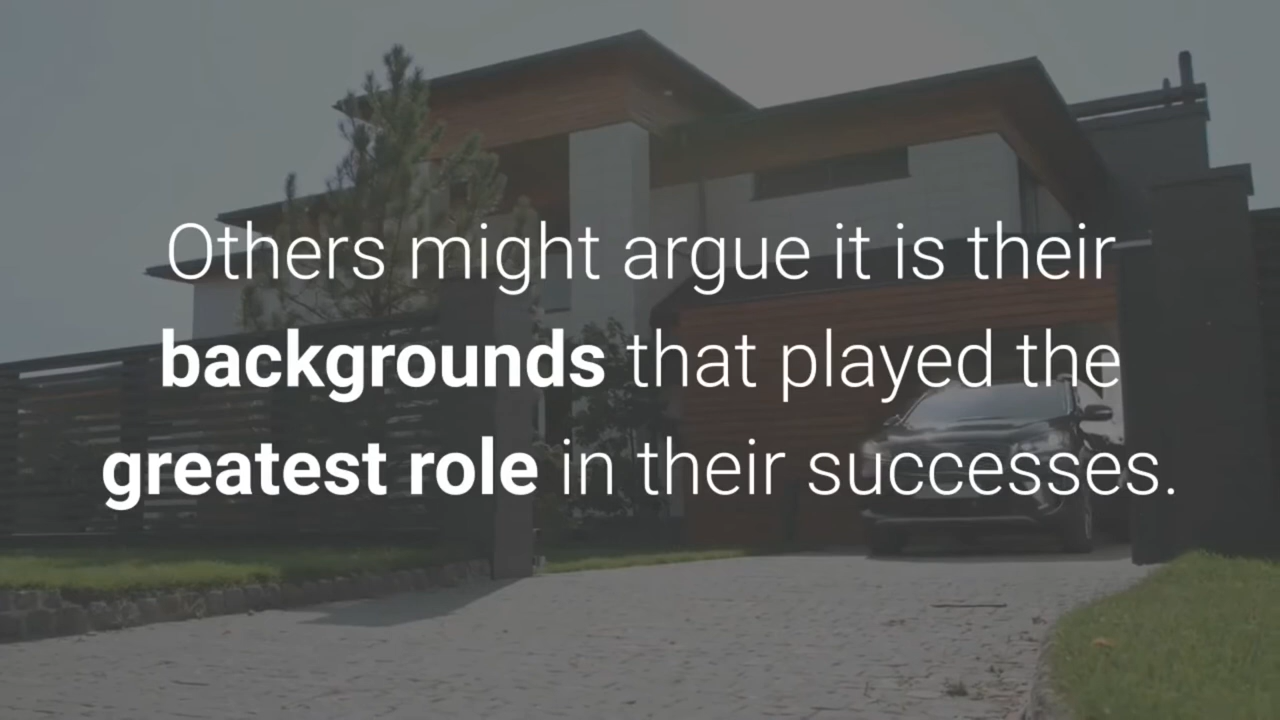 Others might argue it is their
backgrounds that played the
greatest role in their successes.